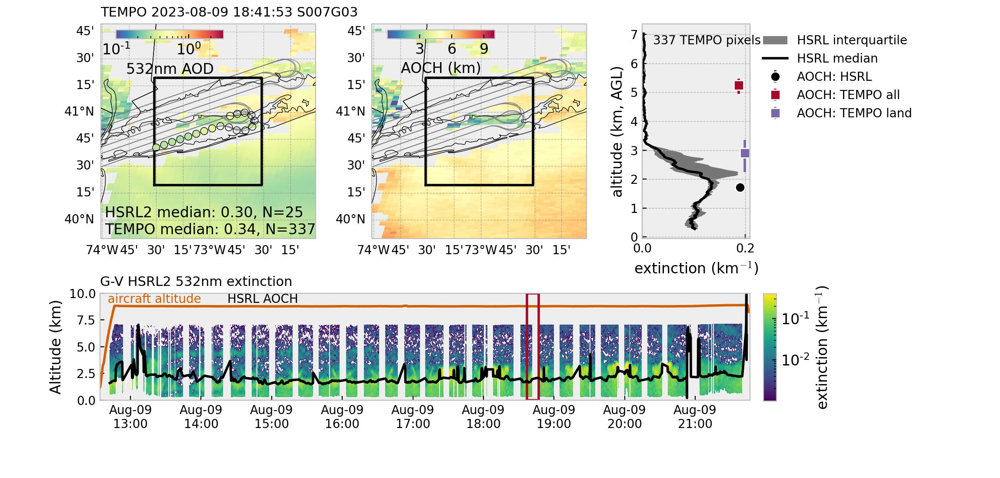 TEMPO 2023-08-09 18:41:53 S007G03
45'
30'
15'
41°N
45'
30'
15'
40°N
10-1 100
532nm AOD
HSRL2 median: 0.30, N=25
TEMPO median: 0.34, N=337
74°W 45' 30' 15' 73°W 45' 30' 15'
45'
30'
15'
41°N
45'
30'
15'
40°N
3 6 9
AOCH (km)
74°W 45' 30' 15' 73°W 45' 30' 15'
altitude (km, AGL)
7
6
5
4
3
2
1
0
337 TEMPO pixels
0.0 0.2
extinction (km−1)
HSRL interquartile
HSRL median
AOCH: HSRL
AOCH: TEMPO all
AOCH: TEMPO land
G-V HSRL2 532nm extinction
Altitude (km)
10.0
7.5
5.0
2.5
0.0
aircraft altitude HSRL AOCH
Aug-09 Aug-09 Aug-09 Aug-09 Aug-09 Aug-09 Aug-09 Aug-09 Aug-09
13:00 14:00 15:00 16:00 17:00 18:00 19:00 20:00 21:00
10-1
10-2
extinction (km−1)